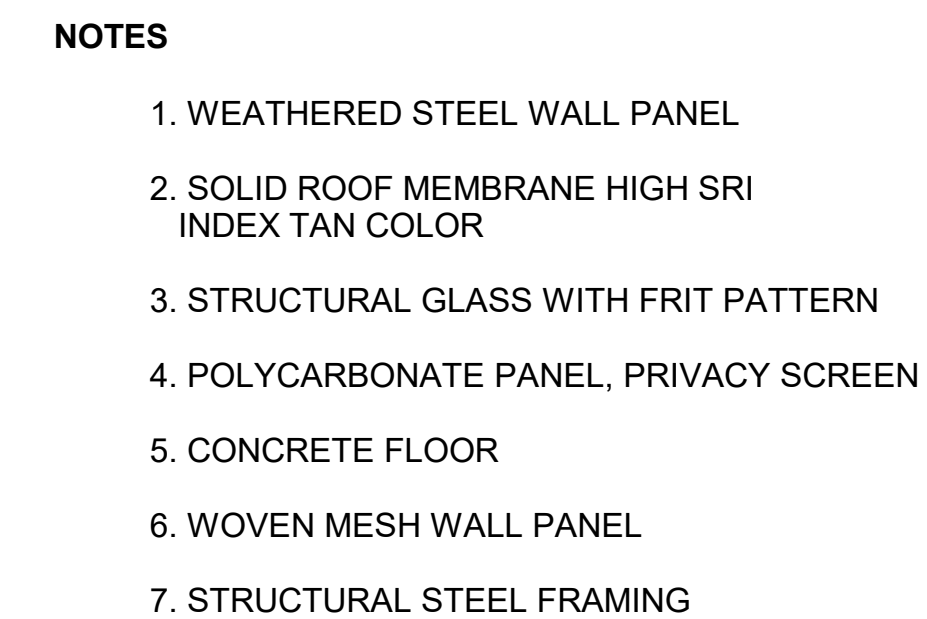 NOTES
1. WEATHERED STEEL WALL PANEL
2. SOLID ROOF MEMBRANE HIGH SRI
INDEX TAN COLOR
3. STRUCTURAL GLASS WITH FRIT PATTERN
4. POLYCARBONATE PANEL, PRIVACY SCREEN
5. CONCRETE FLOOR
6. WOVEN MESH WALL PANEL
7. STRUCTURAL STEEL FRAMING